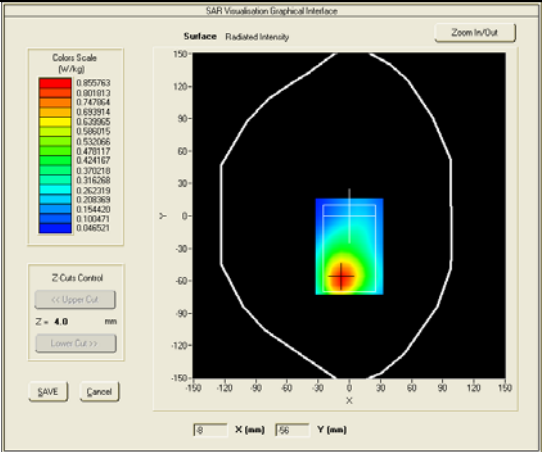 SAR Visualisation Graphical Interface
Surface Radiated Intensity
Zoom In/Out
Colors Scale
(W/kg)
0.855763
0.801813
0.747864
0.693914
0.639965
0.586015
0.532066
0.478117
0.424167
0.370218
0.316268
0.262319
0.208369
0.154420
0.100471
0.046521
Z-Cuts Control
<< Upper Cut
Z = 4.0 mm
Lower Cut >>
SAVE Cancel
150-
120-
90-
60-
30-
0-
-30-
-60-
-90-
-120-
-150-
Y
-150 -120 -90 -60 -30 0 30 60 90 120 150
X
-8 X (mm) -56 Y (mm)